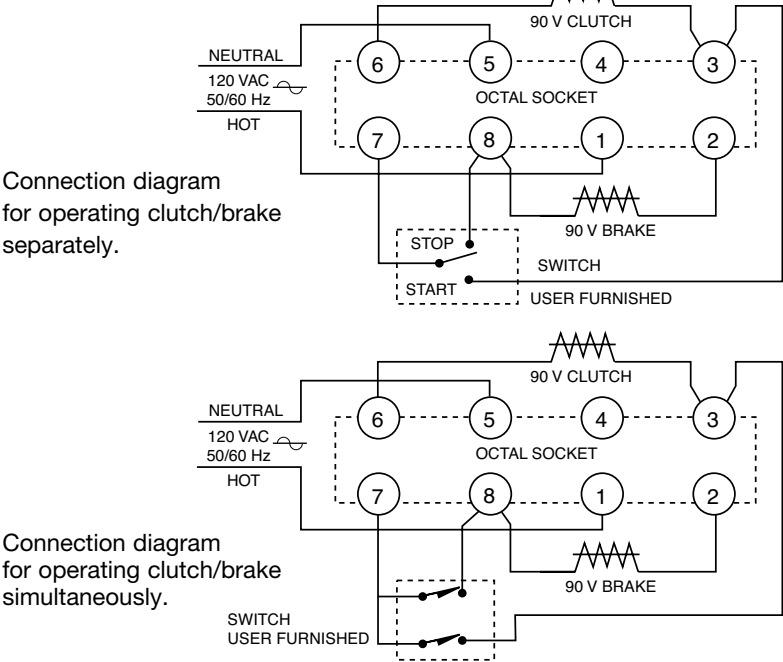 90 V CLUTCH
NEUTRAL
6 5 4 3
120 VAC
50/60 Hz
OCTAL SOCKET
HOT
7 8 1 2
Connection diagram
for operating clutch/brake
separately.
90 V BRAKE
STOP
SWITCH
START
USER FURNISHED
90 V CLUTCH
NEUTRAL
6 5 4 3
120 VAC
50/60 Hz
OCTAL SOCKET
HOT
7 8 1 2
Connection diagram
for operating clutch/brake
simultaneously.
90 V BRAKE
SWITCH
USER FURNISHED